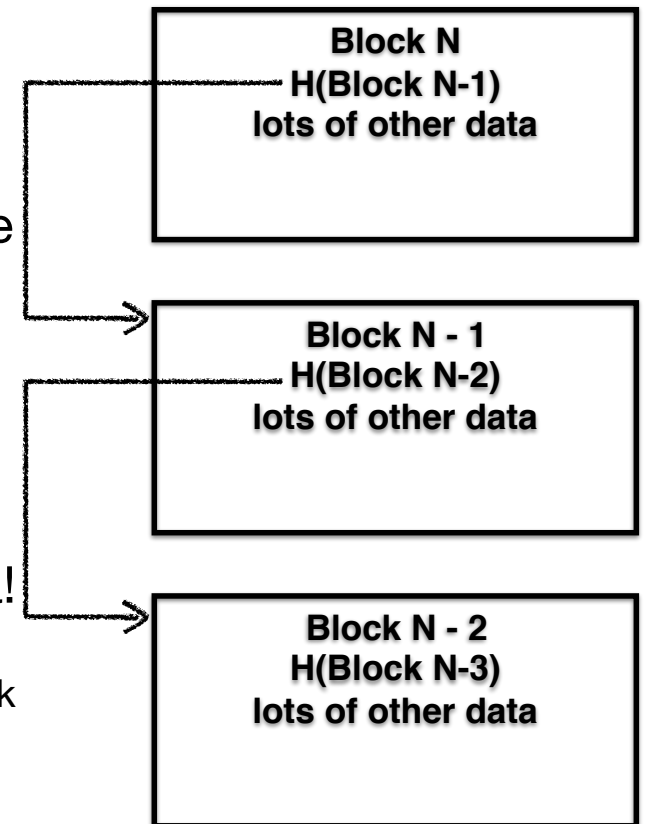 Block N
H(Block N-1)
lots of other data
Block N - 1
H(Block N-2)
lots of other data
Block N - 2
H(Block N-3)
lots of other data